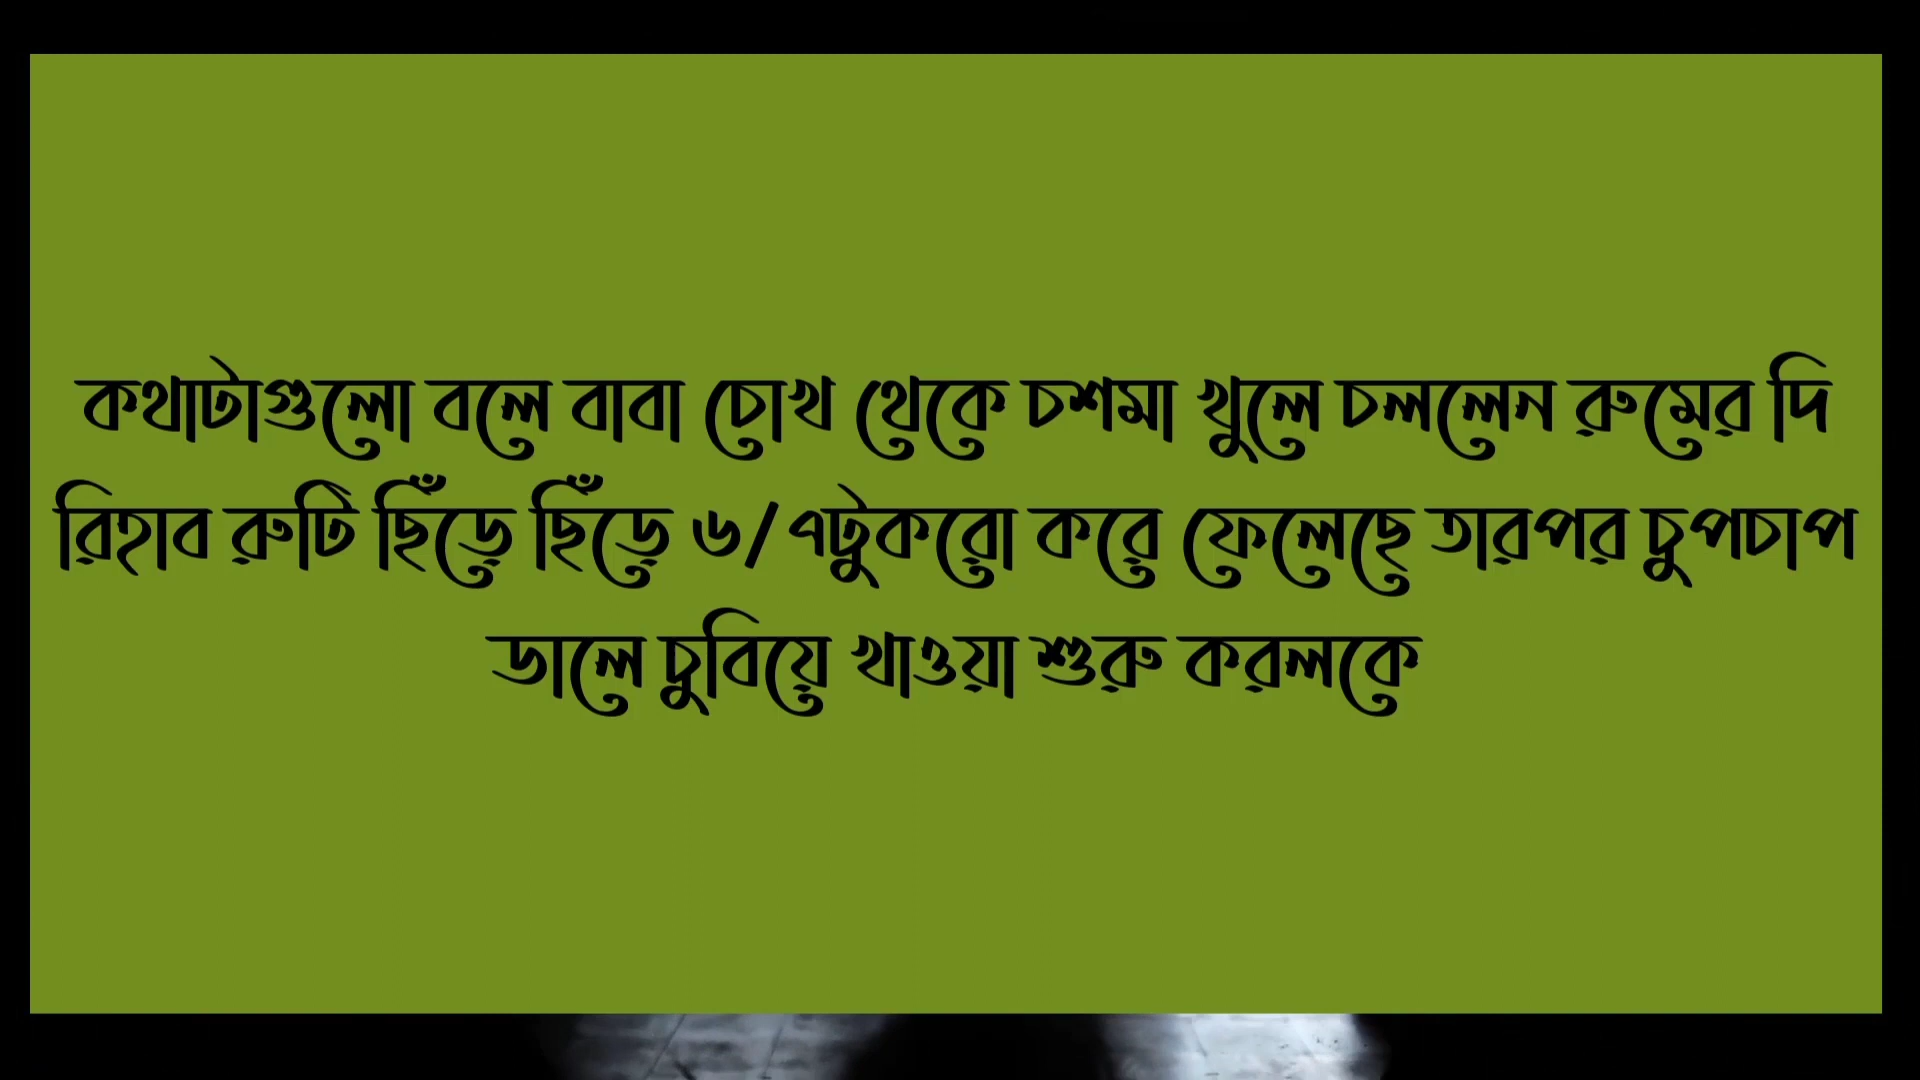 কথাটাগুলো বলে বাবা চোখ থেকে চশমা খুলে চললেন রুমের দি
রিহাব রুটি ছিঁড়ে ছিঁড়ে ৬/৭টুকরো করে ফেলেছে তারপর চুপচাপ
ডালে চুবিয়ে খাওয়া শুরু করলকে